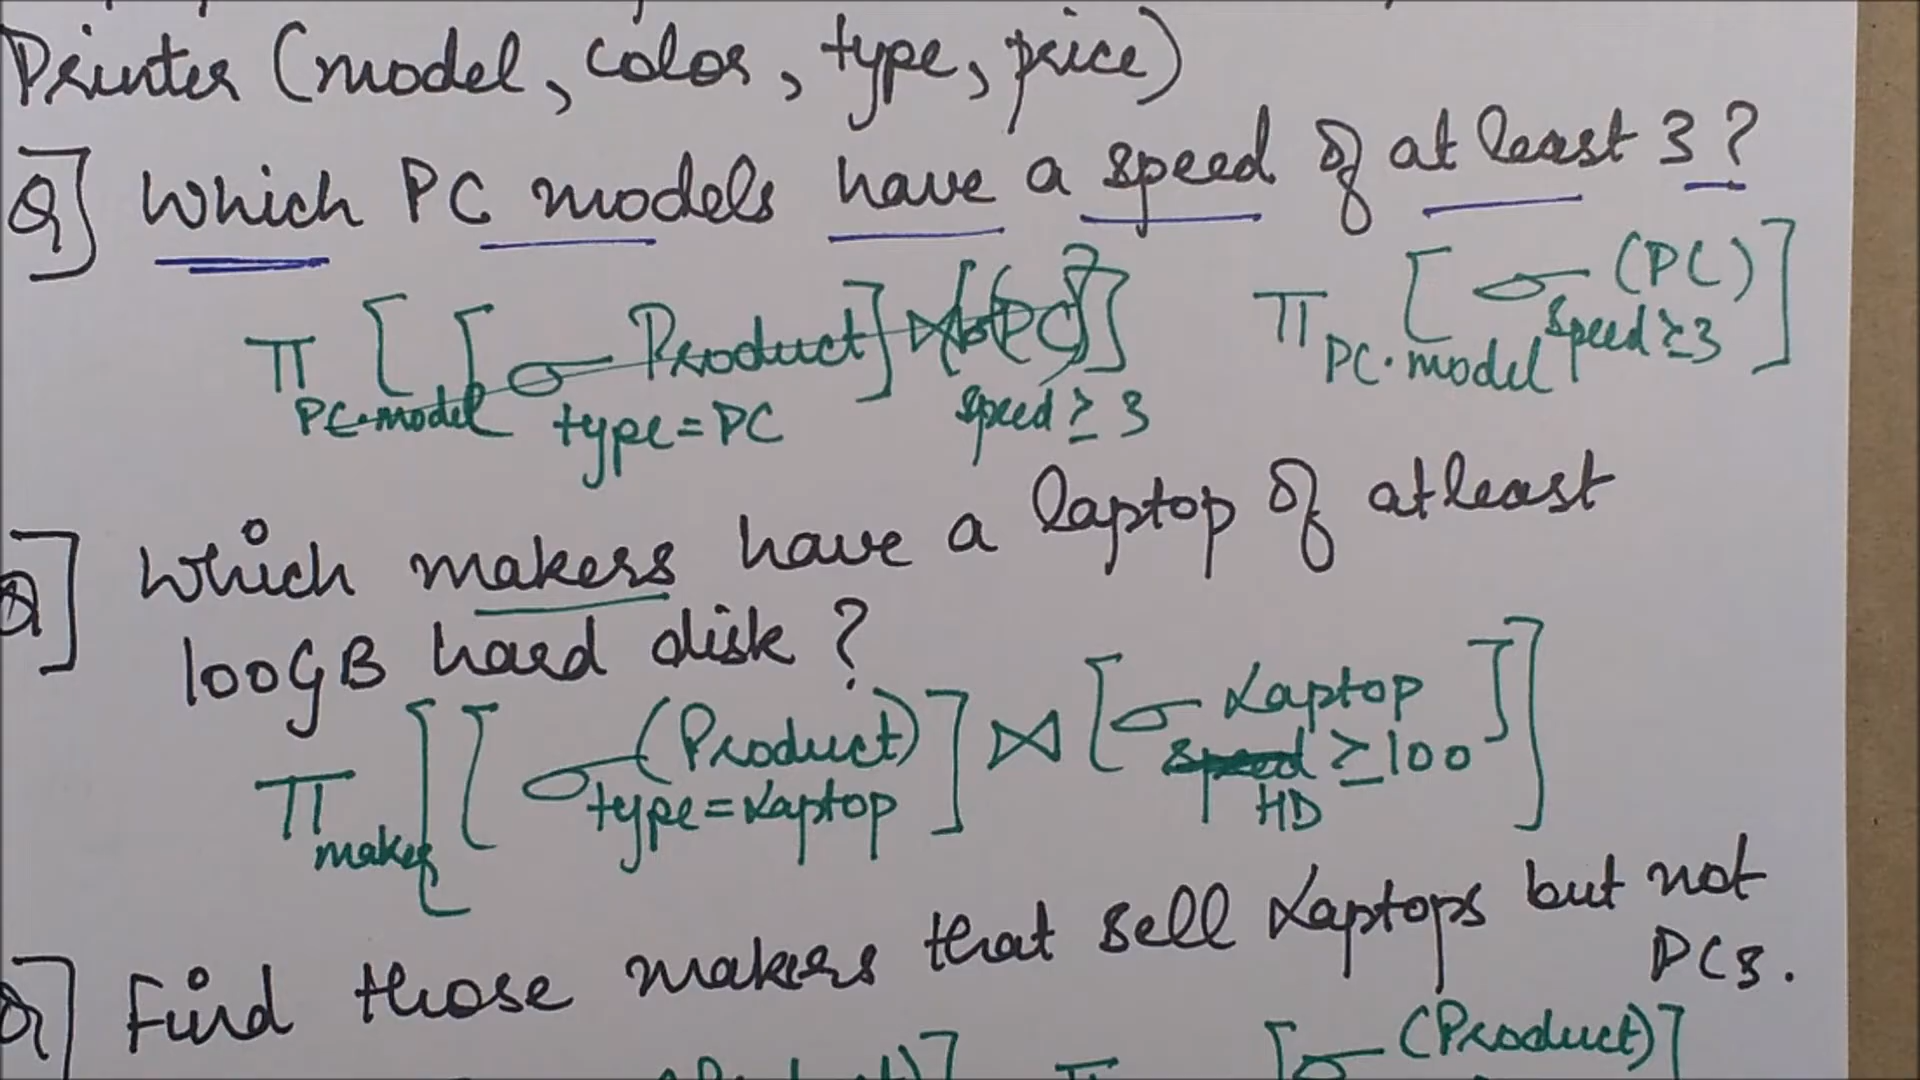 Printer (model, color, type, price)
Q] Which PC models have a speed of at least 3?
π PC.model [[σ type=PC Product] ⋈ [σ speed ≥ 3 (PC)]]
π PC.model [σ speed ≥ 3 (PC)]
Q] Which makers have a laptop of atleast
100GB hard disk?
π maker [[σ type=Laptop (Product)] ⋈ [σ speed HD ≥ 100 Laptop]]
Q] Find those makers that sell Laptops but not
PCs.
π [σ (Product)]